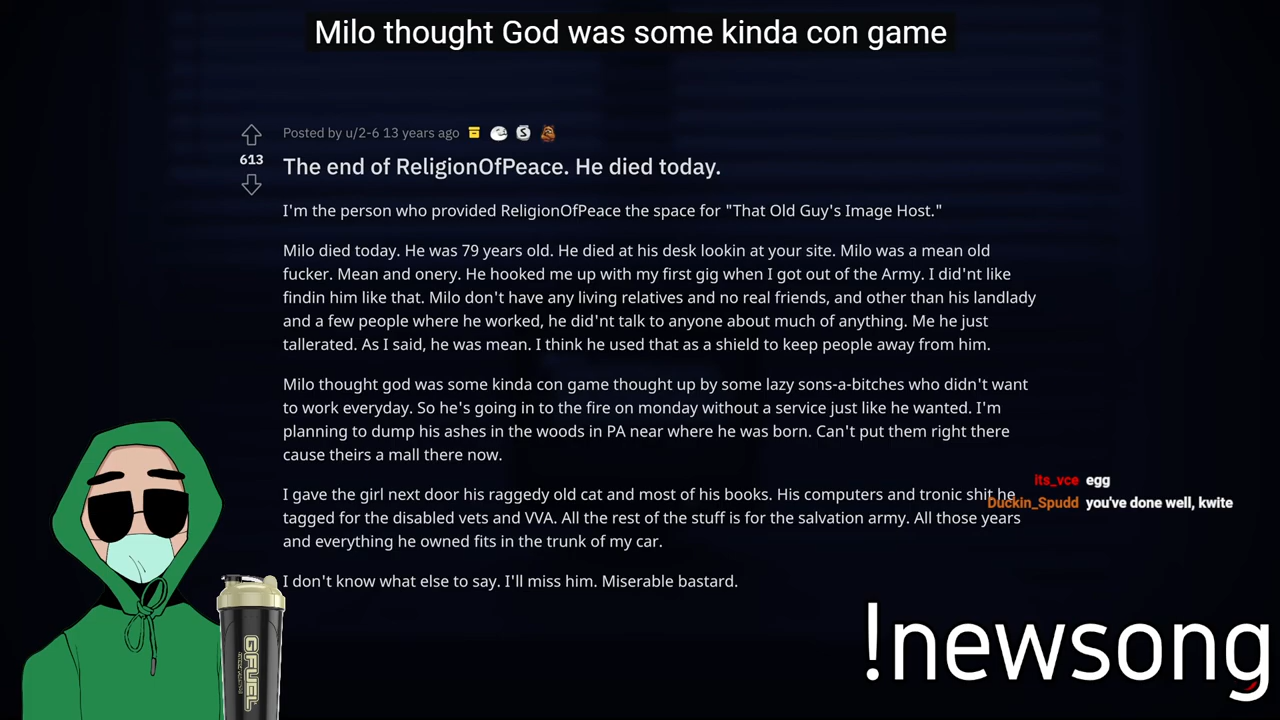 Milo thought God was some kinda con game
Posted by u/2-6 13 years ago
613
The end of ReligionOfPeace. He died today.
I'm the person who provided ReligionOfPeace the space for "That Old Guy's Image Host."
Milo died today. He was 79 years old. He died at his desk lookin at your site. Milo was a mean old
fucker. Mean and onery. He hooked me up with my first gig when I got out of the Army. I did'nt like
findin him like that. Milo don't have any living relatives and no real friends, and other than his landlady
and a few people where he worked, he did'nt talk to anyone about much of anything. Me he just
tallerated. As I said, he was mean. I think he used that as a shield to keep people away from him.
Milo thought god was some kinda con game thought up by some lazy sons-a-bitches who didn't want
to work everyday. So he's going in to the fire on monday without a service just like he wanted. I'm
planning to dump his ashes in the woods in PA near where he was born. Can't put them right there
cause theirs a mall there now.
I gave the girl next door his raggedy old cat and most of his books. His computers and tronic shit he
tagged for the disabled vets and VVA. All the rest of the stuff is for the salvation army. All those years
and everything he owned fits in the trunk of my car.
I don't know what else to say. I'll miss him. Miserable bastard.
its_vce egg
Duckin_Spudd you've done well, kwite
!newsong
GFUEL